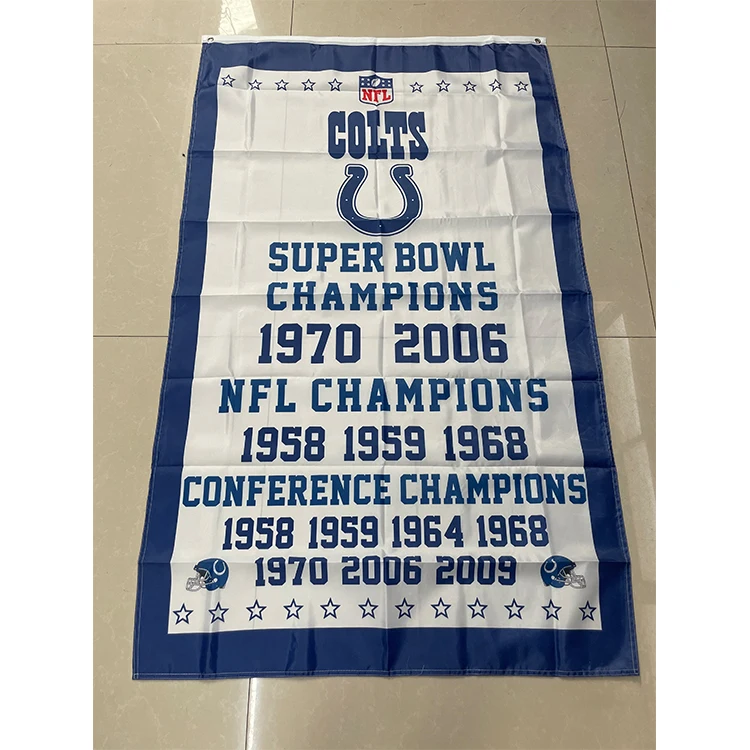 NFL
COLTS
SUPER BOWL
CHAMPIONS
1970 2006
NFL CHAMPIONS
1958 1959 1968
CONFERENCE CHAMPIONS
1958 1959 1964 1968
1970 2006 2009